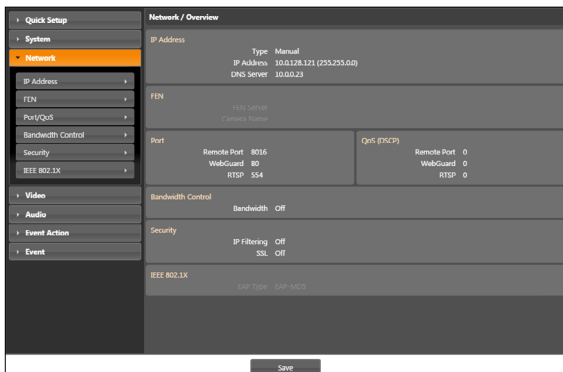 Quick Setup
System
Network
IP Address
FEN
Port/QoS
Bandwidth Control
Security
IEEE 802.1X
Video
Audio
Event Action
Event
Network / Overview
IP Address
Type Manual
IP Address 10.0.128.121 (255.255.0.0)
DNS Server 10.0.0.23
FEN
FEN Server
Camera Name
Port
Remote Port 8016
WebGuard 80
RTSP 554
QoS (DSCP)
Remote Port 0
WebGuard 0
RTSP 0
Bandwidth Control
Bandwidth Off
Security
IP Filtering Off
SSL Off
IEEE 802.1X
EAP Type EAP-MD5
Save